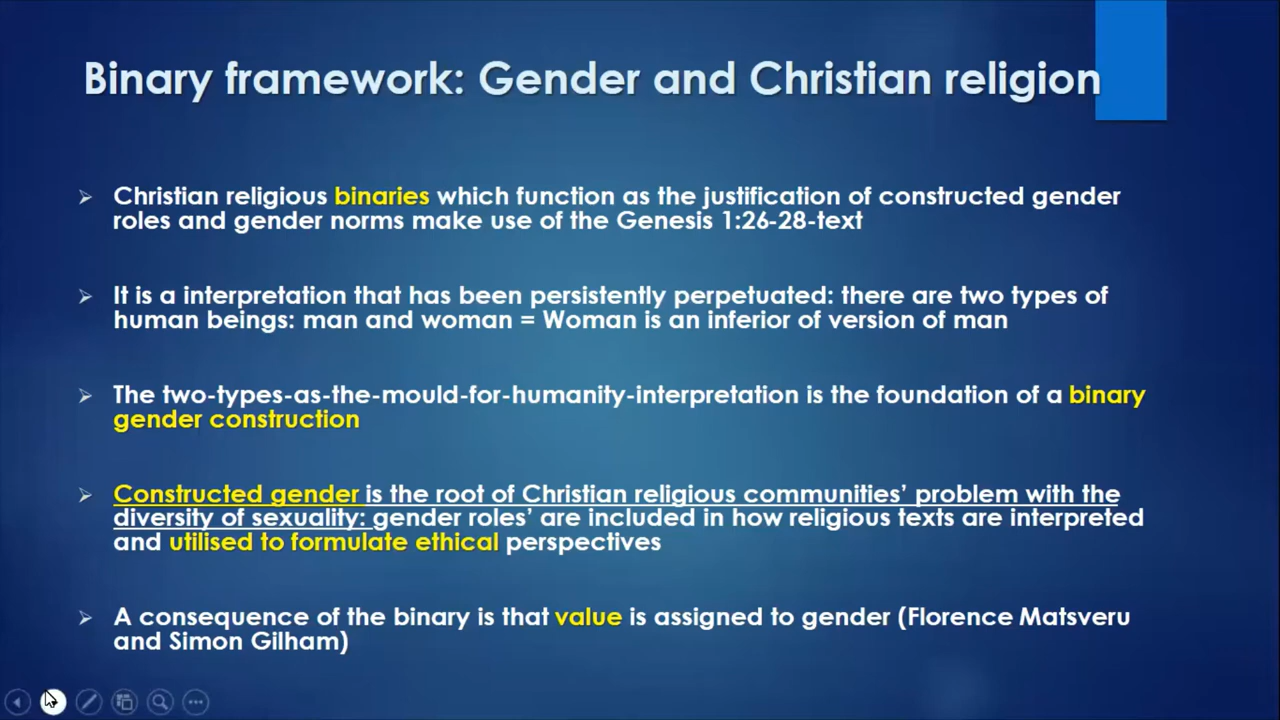 Binary framework: Gender and Christian religion
Christian religious binaries which function as the justification of constructed gender
roles and gender norms make use of the Genesis 1:26-28-text
It is a interpretation that has been persistently perpetuated: there are two types of
human beings: man and woman = Woman is an inferior of version of man
The two-types-as-the-mould-for-humanity-interpretation is the foundation of a binary
gender construction
Constructed gender is the root of Christian religious communities’ problem with the
diversity of sexuality: gender roles’ are included in how religious texts are interpreted
and utilised to formulate ethical perspectives
A consequence of the binary is that value is assigned to gender (Florence Matsveru
and Simon Gilham)